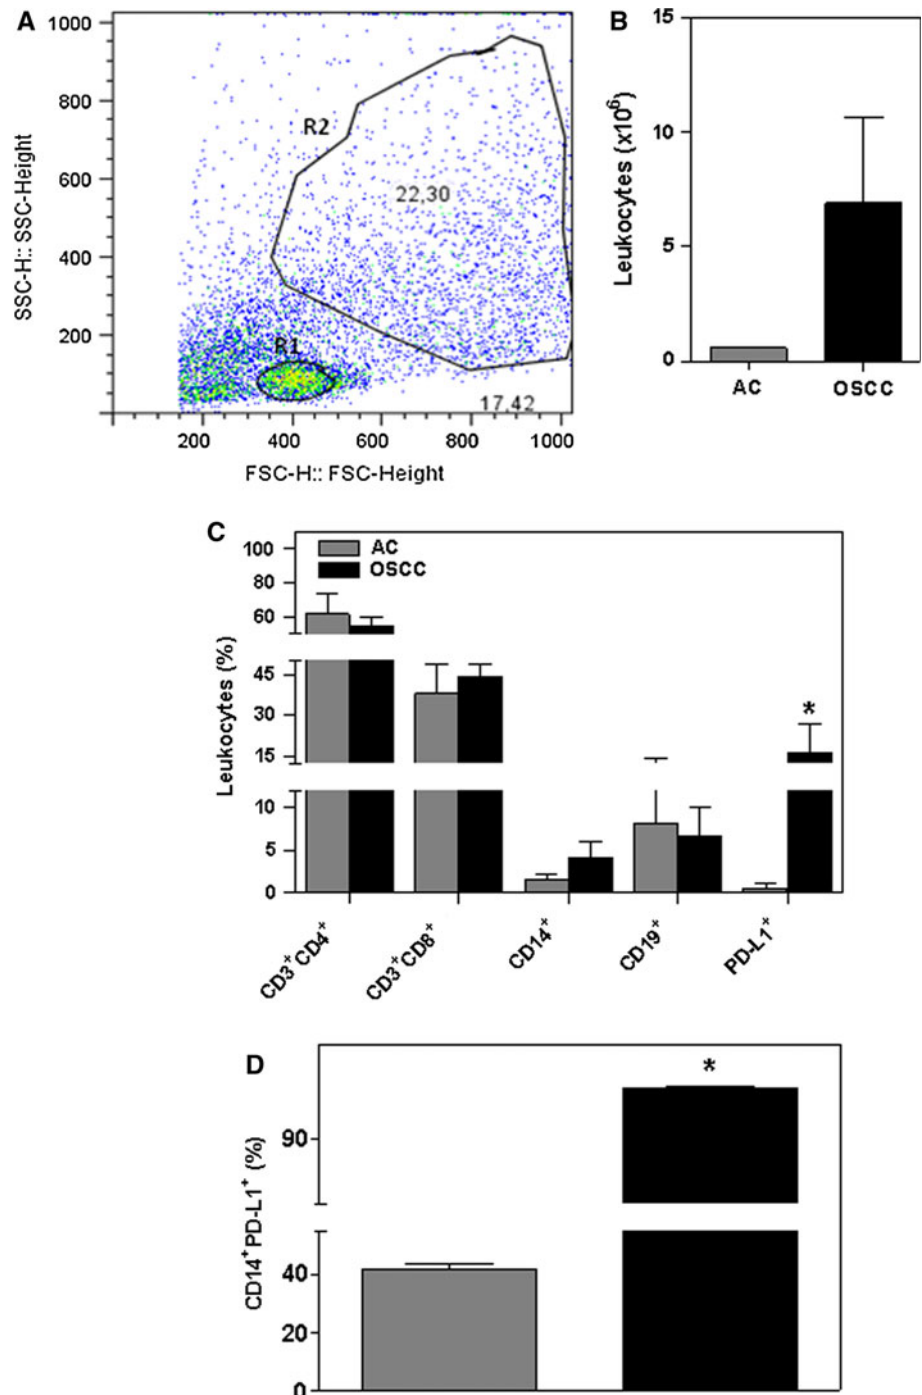 A
1000
800
600
400
200
SSC-H:: SSC-Height
R2
22,30
R1
17,42
200 400 600 800 1000
FSC-H:: FSC-Height
B
15
10
5
0
Leukocytes (x10⁶)
AC OSCC
C
AC
OSCC
100
80
60
45
30
15
10
5
0
Leukocytes (%)
*
CD3⁺CD4⁺ CD3⁺CD8⁺ CD14⁺ CD19⁺ PD-L1⁺
D
*
90
40
20
0
CD14⁺PD-L1⁺ (%)